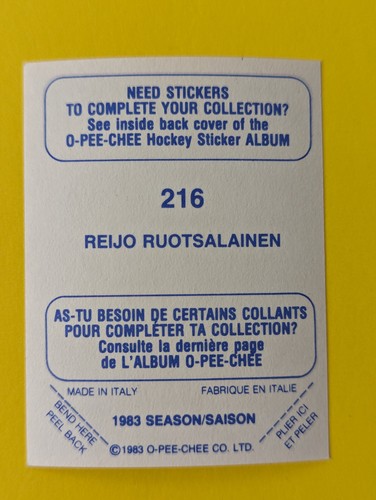 NEED STICKERS
TO COMPLETE YOUR COLLECTION?
See inside back cover of the
O-PEE-CHEE Hockey Sticker ALBUM
216
REIJO RUOTSALAINEN
AS-TU BESOIN DE CERTAINS COLLANTS
POUR COMPLÉTER TA COLLECTION?
Consulte la dernière page
de L'ALBUM O-PEE-CHEE
MADE IN ITALY FABRIQUE EN ITALIE
BEND HERE
PEEL BACK
1983 SEASON/SAISON
PLIER ICI
ET PELER
©1983 O-PEE-CHEE CO. LTD.